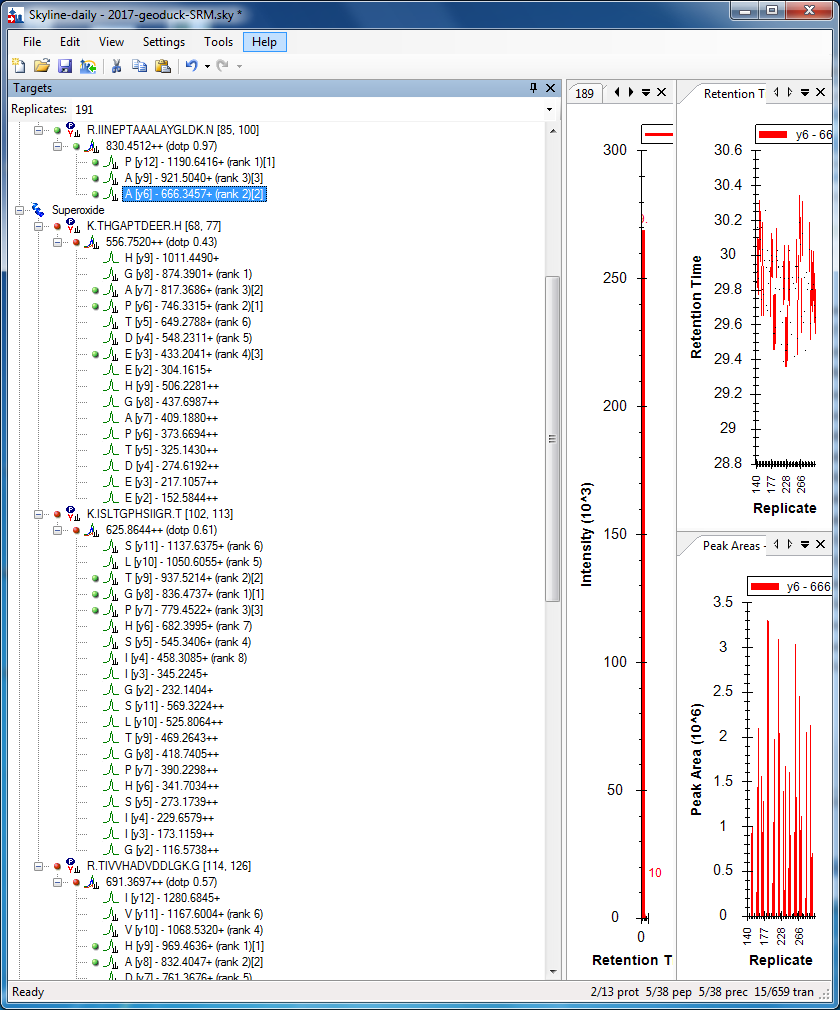 Skyline-daily - 2017-geoduck-SRM.sky *
File Edit View Settings Tools Help
Targets
Replicates: 191
R.IINEPTAAALAYGLDK.N [85, 100]
830.4512++ (dotp 0.97)
P [y12] - 1190.6416+ (rank 1)[1]
A [y9] - 921.5040+ (rank 3)[3]
A [y6] - 666.3457+ (rank 2)[2]
Superoxide
K.THGAPTDEER.H [68, 77]
556.7520++ (dotp 0.43)
H [y9] - 1011.4490+
G [y8] - 874.3901+ (rank 1)
A [y7] - 817.3686+ (rank 3)[2]
P [y6] - 746.3315+ (rank 2)[1]
T [y5] - 649.2788+ (rank 6)
D [y4] - 548.2311+ (rank 5)
E [y3] - 433.2041+ (rank 4)[3]
E [y2] - 304.1615+
H [y9] - 506.2281++
G [y8] - 437.6987++
A [y7] - 409.1880++
P [y6] - 373.6694++
T [y5] - 325.1430++
D [y4] - 274.6192++
E [y3] - 217.1057++
E [y2] - 152.5844++
K.ISLTGPHSIIGR.T [102, 113]
625.8644++ (dotp 0.61)
S [y11] - 1137.6375+ (rank 6)
L [y10] - 1050.6055+ (rank 5)
T [y9] - 937.5214+ (rank 2)[2]
G [y8] - 836.4737+ (rank 1)[1]
P [y7] - 779.4522+ (rank 3)[3]
H [y6] - 682.3995+ (rank 7)
S [y5] - 545.3406+ (rank 4)
I [y4] - 458.3085+ (rank 8)
I [y3] - 345.2245+
G [y2] - 232.1404+
S [y11] - 569.3224++
L [y10] - 525.8064++
T [y9] - 469.2643++
G [y8] - 418.7405++
P [y7] - 390.2298++
H [y6] - 341.7034++
S [y5] - 273.1739++
I [y4] - 229.6579++
I [y3] - 173.1159++
G [y2] - 116.5738++
R.TIVVHADVDDLGK.G [114, 126]
691.3697++ (dotp 0.57)
I [y12] - 1280.6845+
V [y11] - 1167.6004+ (rank 6)
V [y10] - 1068.5320+ (rank 4)
H [y9] - 969.4636+ (rank 1)[1]
A [y8] - 832.4047+ (rank 2)[2]
D [y7] - 761.3676+ (rank 5)
189
300
250
200
150
100
50
0
Intensity (10^3)
10
0
Retention T
Retention T
y6 - 66
30.6
30.4
30.2
30
29.8
29.6
29.4
29.2
29
28.8
Retention Time
140 177 228 266
Replicate
Peak Areas -
y6 - 666
3.5
3
2.5
2
1.5
1
0.5
0
Peak Area (10^6)
140 177 228 266
Replicate
Ready
2/13 prot 5/38 pep 5/38 prec 15/659 tran